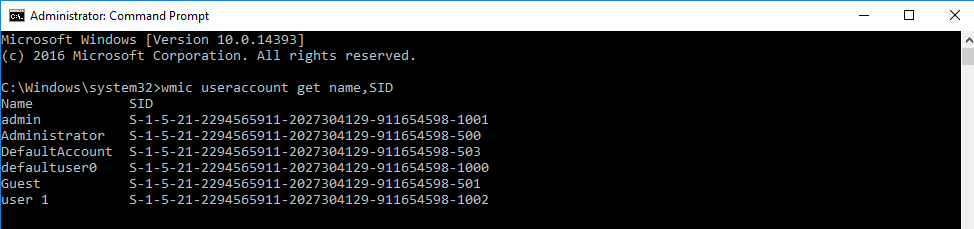 Administrator: Command Prompt
Microsoft Windows [Version 10.0.14393]
(c) 2016 Microsoft Corporation. All rights reserved.
C:\Windows\system32>wmic useraccount get name,SID
Name SID
admin S-1-5-21-2294565911-2027304129-911654598-1001
Administrator S-1-5-21-2294565911-2027304129-911654598-500
DefaultAccount S-1-5-21-2294565911-2027304129-911654598-503
defaultuser0 S-1-5-21-2294565911-2027304129-911654598-1000
Guest S-1-5-21-2294565911-2027304129-911654598-501
user 1 S-1-5-21-2294565911-2027304129-911654598-1002